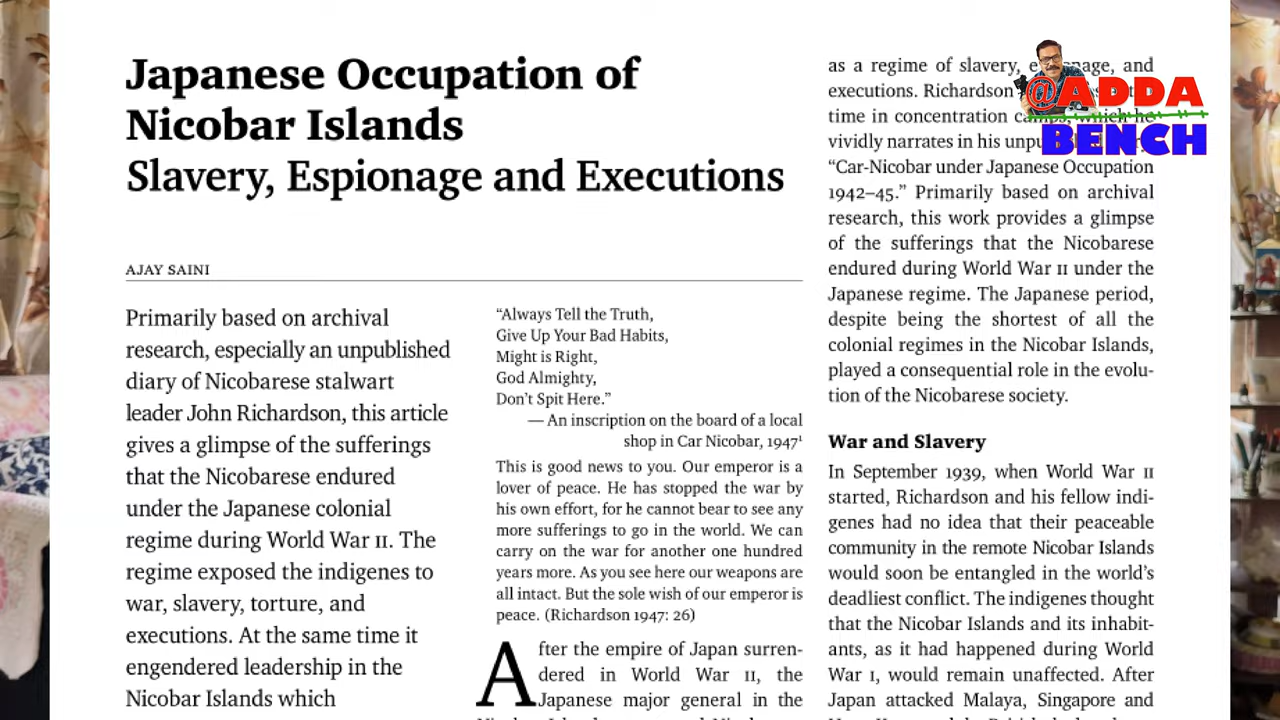 Japanese Occupation of
Nicobar Islands
Slavery, Espionage and Executions
AJAY SAINI
Primarily based on archival
research, especially an unpublished
diary of Nicobarese stalwart
leader John Richardson, this article
gives a glimpse of the sufferings
that the Nicobarese endured
under the Japanese colonial
regime during World War II. The
regime exposed the indigenes to
war, slavery, torture, and
executions. At the same time it
engendered leadership in the
Nicobar Islands which
“Always Tell the Truth,
Give Up Your Bad Habits,
Might is Right,
God Almighty,
Don’t Spit Here.”
— An inscription on the board of a local
shop in Car Nicobar, 1947¹
This is good news to you. Our emperor is a
lover of peace. He has stopped the war by
his own effort, for he cannot bear to see any
more sufferings to go in the world. We can
carry on the war for another one hundred
years more. As you see here our weapons are
all intact. But the sole wish of our emperor is
peace. (Richardson 1947: 26)
After the empire of Japan surren-
dered in World War II, the
Japanese major general in the
as a regime of slavery, and
executions. Richardson
time in concentration camps, which he
vividly narrates in his
“Car-Nicobar under Japanese Occupation
1942–45.” Primarily based on archival
research, this work provides a glimpse
of the sufferings that the Nicobarese
endured during World War II under the
Japanese regime. The Japanese period,
despite being the shortest of all the
colonial regimes in the Nicobar Islands,
played a consequential role in the evolu-
tion of the Nicobarese society.
War and Slavery
In September 1939, when World War II
started, Richardson and his fellow indi-
genes had no idea that their peaceable
community in the remote Nicobar Islands
would soon be entangled in the world’s
deadliest conflict. The indigenes thought
that the Nicobar Islands and its inhabit-
ants, as it had happened during World
War I, would remain unaffected. After
Japan attacked Malaya, Singapore and
@ADDA
BENCH